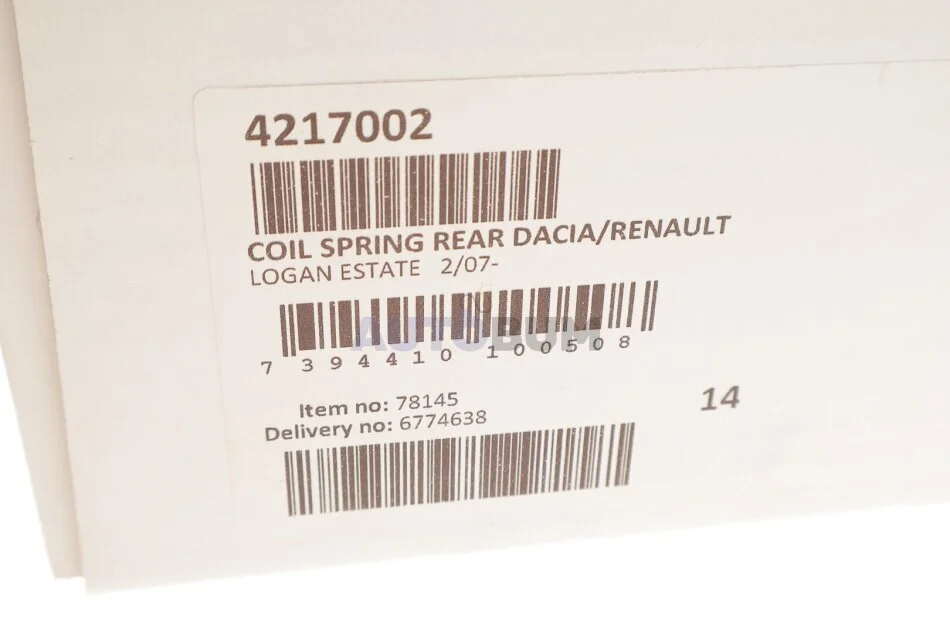 4217002
COIL SPRING REAR DACIA/RENAULT
LOGAN ESTATE 2/07-
AUTOBUM
7 394410 100508
Item no: 78145
14
Delivery no: 6774638